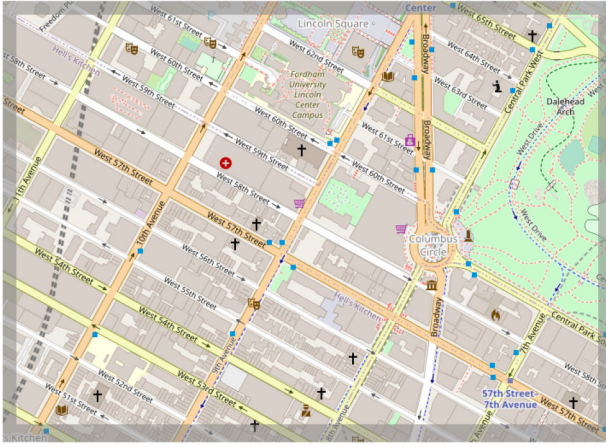 Freedom P
West 61st Street
Lincoln Square
Center
West 65th Street
Hell's Kitchen
West 62nd Street
Broadway
West 64th Street
West 58th Street
West 59th Street
Fordham
University
Lincoln
Center
Campus
West 63rd Street
Central Park West
Dalehead
Arch
Street
West 60th Street
West 61st Street
West Drive
West 57th Street
West 59th Street
Broadway
West 60th Street
West 58th Street
11th Avenue
10th Avenue
West 57th Street
West Drive
Columbus
Circle
West 56th Street
West 54th Street
West 55th Street
Hell's Kitchen
Broadway
Central Park South
West 54th Street
9th Avenue
7th Avenue
West 58th Street
West 53rd Street
West 52nd Street
West 51st Street
8th Avenue
57th Street-
7th Avenue
West 57th Street
s Kitchen